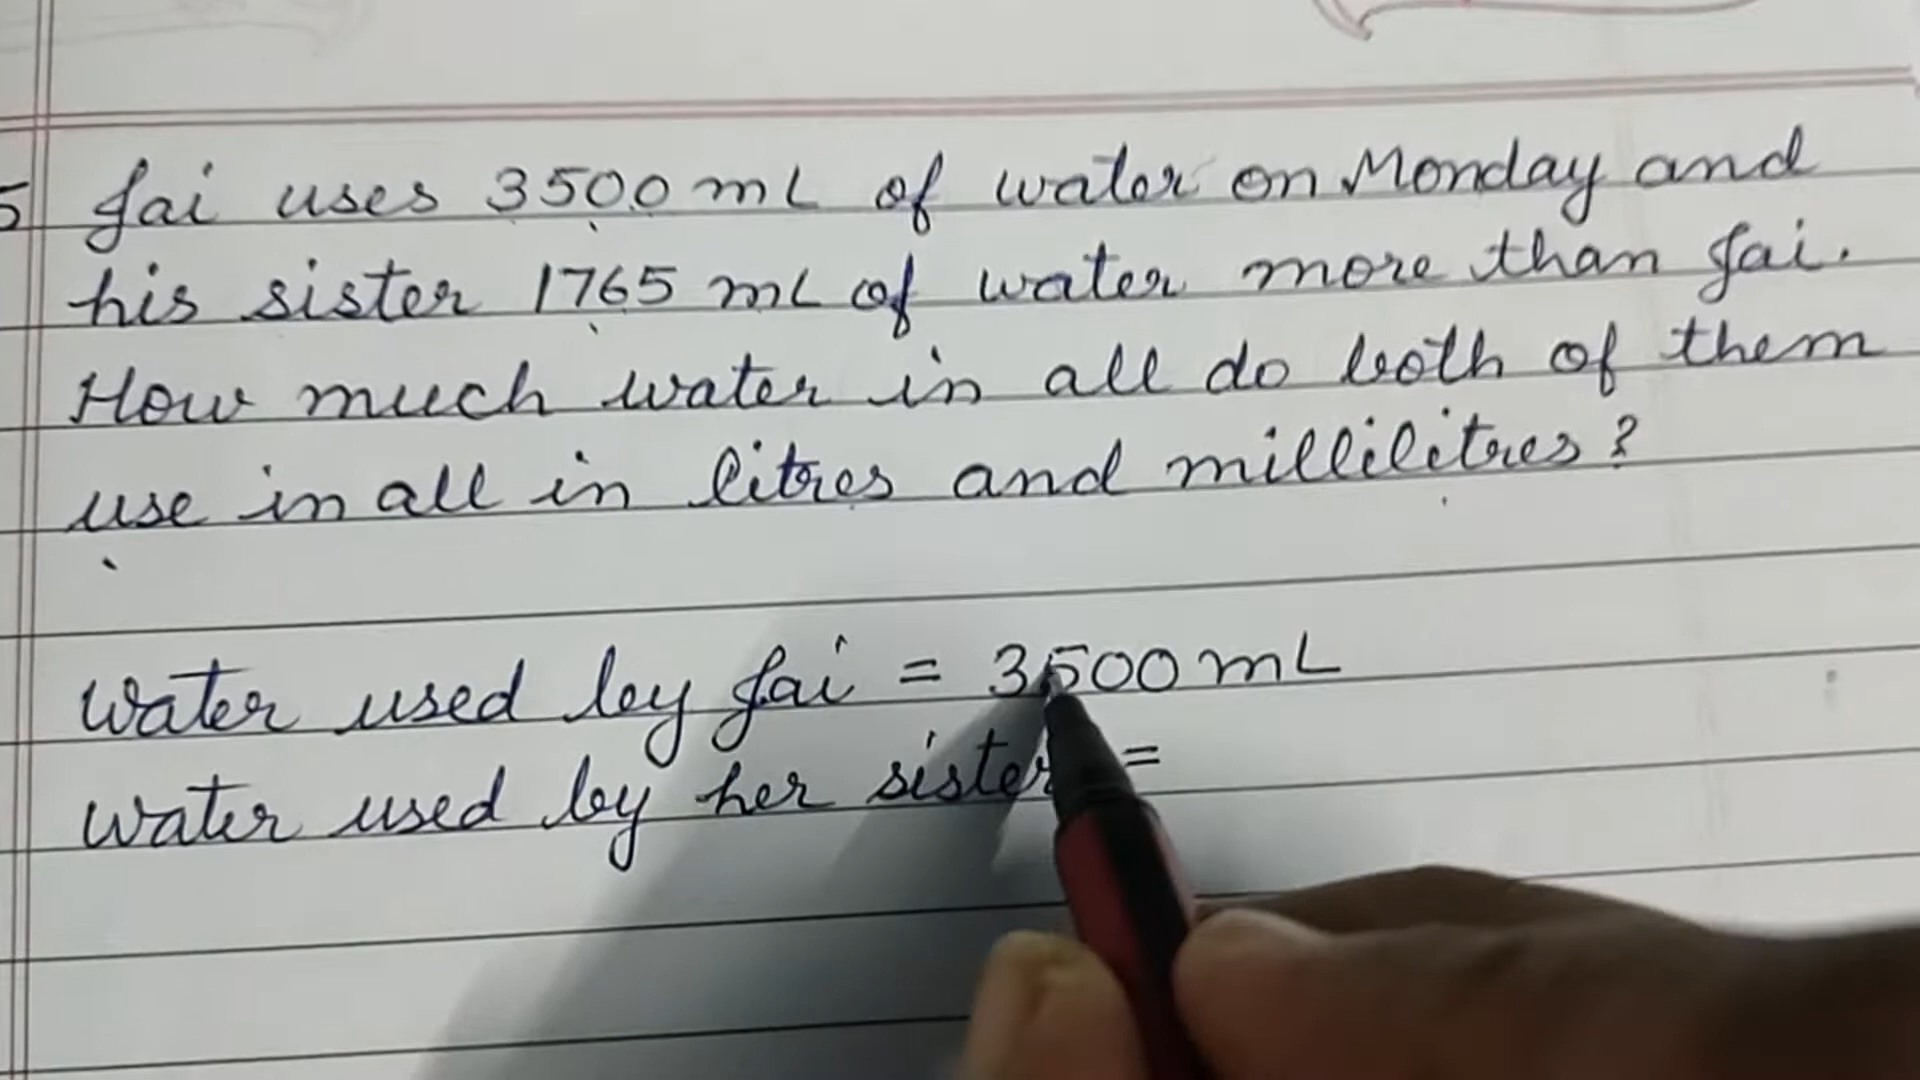 5 Jai uses 3500 mL of water on Monday and
his sister 1765 mL of water more than Jai.
How much water in all do both of them
use in all in litres and millilitres?
Water used by Jai = 3500 mL
Water used by her sister =